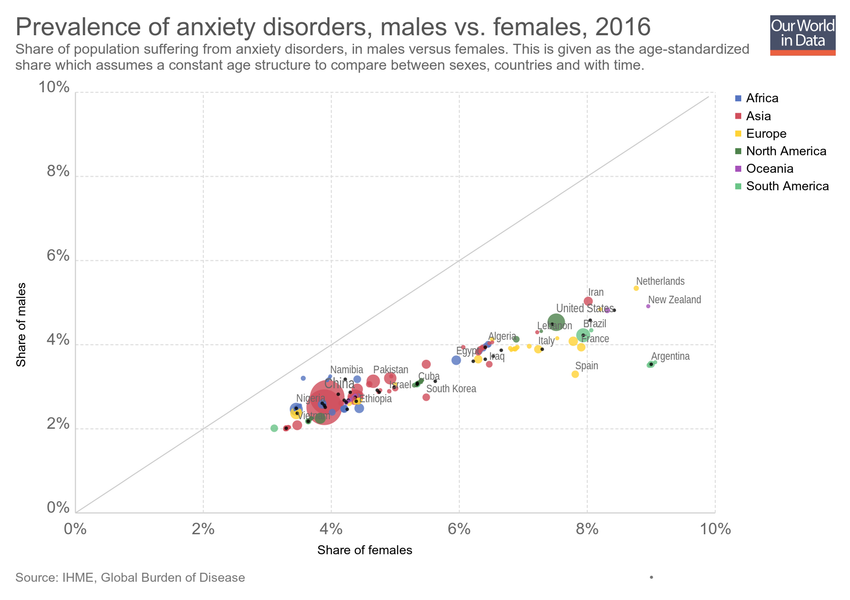 Prevalence of anxiety disorders, males vs. females, 2016
Our World
in Data
Share of population suffering from anxiety disorders, in males versus females. This is given as the age-standardized
share which assumes a constant age structure to compare between sexes, countries and with time.
10%
8%
6%
4%
2%
0%
Share of males
Africa
Asia
Europe
North America
Oceania
South America
Netherlands
Iran
New Zealand
United States
Lebanon
Brazil
Algeria
France
Italy
Egypt
Iraq
Argentina
Spain
Namibia
Pakistan
China
Cuba
Israel
South Korea
Nigeria
Ethiopia
Vietnam
0%
2%
4%
6%
8%
10%
Share of females
Source: IHME, Global Burden of Disease